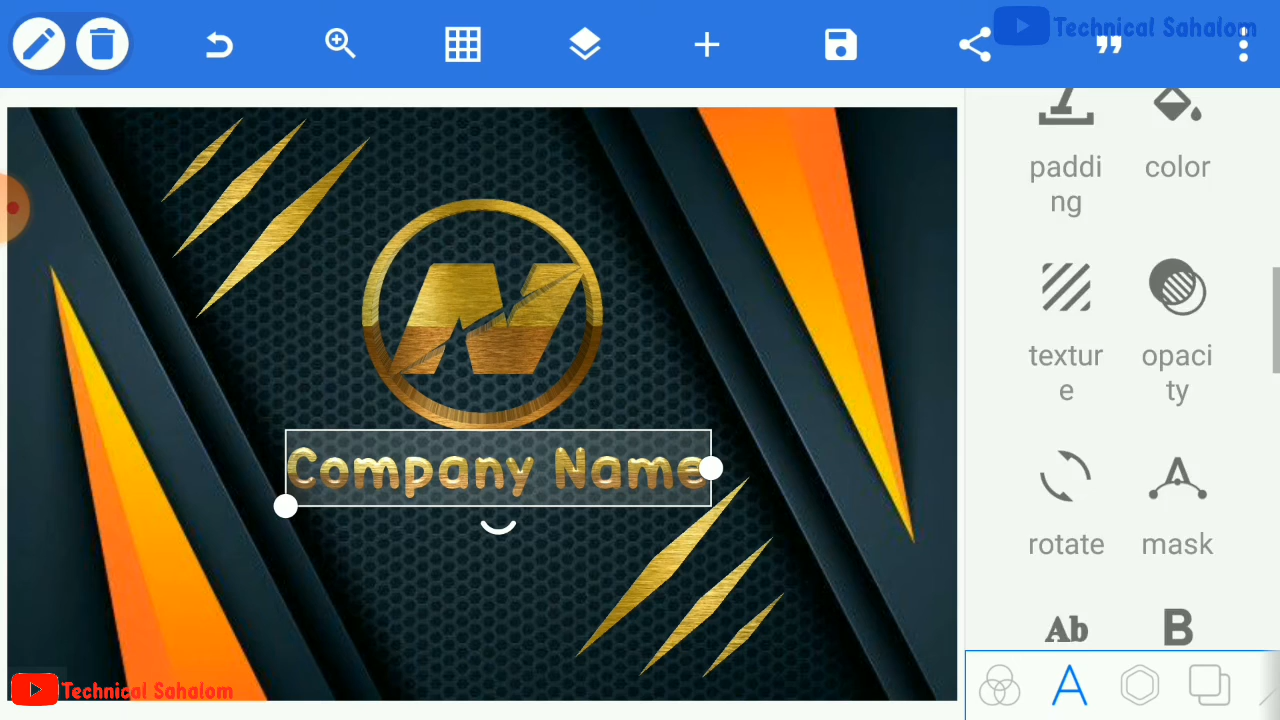 Technical Sahalom
paddi
ng
color
textur
e
opaci
ty
rotate
mask
Ab
B
N
Company Name
A
Technical Sahalom